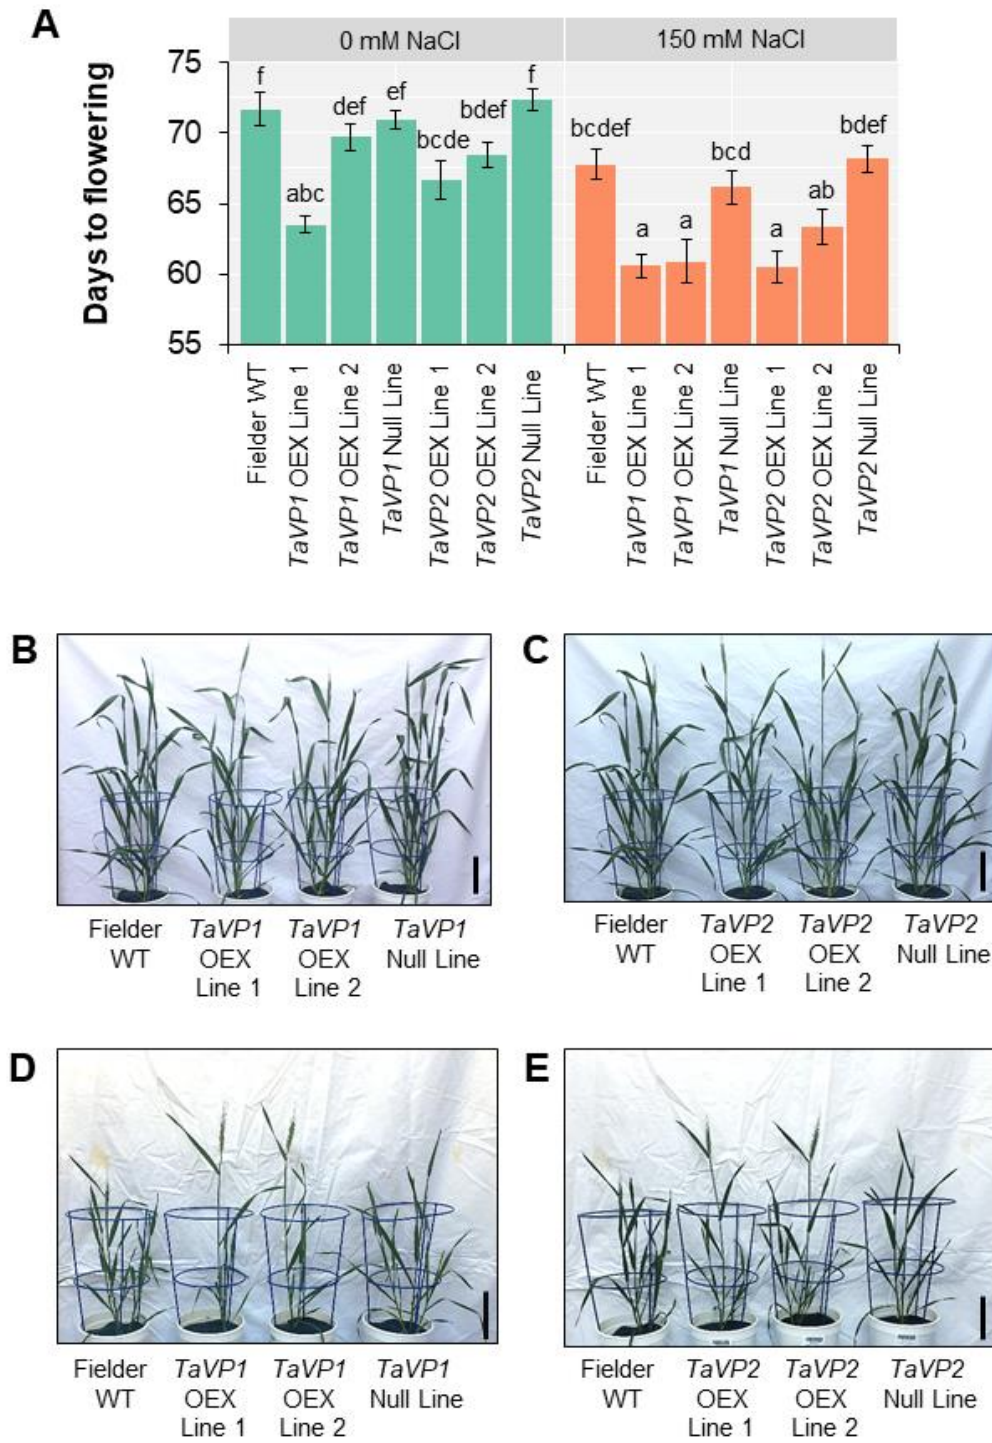 A
0 mM NaCl
150 mM NaCl
Days to flowering
75
70
65
60
55
f
abc
def
ef
bcde
bdef
f
bcdef
a
a
bcd
a
ab
bdef
Fielder WT
TaVP1 OEX Line 1
TaVP1 OEX Line 2
TaVP1 Null Line
TaVP2 OEX Line 1
TaVP2 OEX Line 2
TaVP2 Null Line
Fielder WT
TaVP1 OEX Line 1
TaVP1 OEX Line 2
TaVP1 Null Line
TaVP2 OEX Line 1
TaVP2 OEX Line 2
TaVP2 Null Line
B
Fielder
WT
TaVP1
OEX
Line 1
TaVP1
OEX
Line 2
TaVP1
Null Line
C
Fielder
WT
TaVP2
OEX
Line 1
TaVP2
OEX
Line 2
TaVP2
Null Line
D
Fielder
WT
TaVP1
OEX
Line 1
TaVP1
OEX
Line 2
TaVP1
Null Line
E
Fielder
WT
TaVP2
OEX
Line 1
TaVP2
OEX
Line 2
TaVP2
Null Line